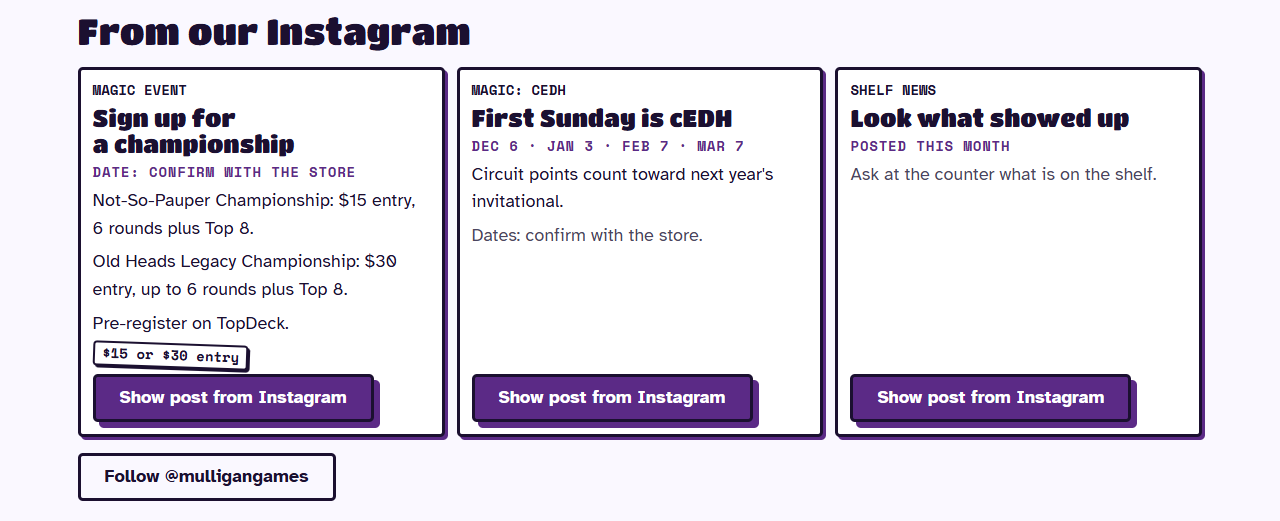 From our Instagram
MAGIC EVENT
Sign up for
a championship
DATE: CONFIRM WITH THE STORE
Not-So-Pauper Championship: $15 entry,
6 rounds plus Top 8.
Old Heads Legacy Championship: $30
entry, up to 6 rounds plus Top 8.
Pre-register on TopDeck.
$15 or $30 entry
Show post from Instagram
MAGIC: CEDH
First Sunday is cEDH
DEC 6 · JAN 3 · FEB 7 · MAR 7
Circuit points count toward next year's
invitational.
Dates: confirm with the store.
Show post from Instagram
SHELF NEWS
Look what showed up
POSTED THIS MONTH
Ask at the counter what is on the shelf.
Show post from Instagram
Follow @mulligangames